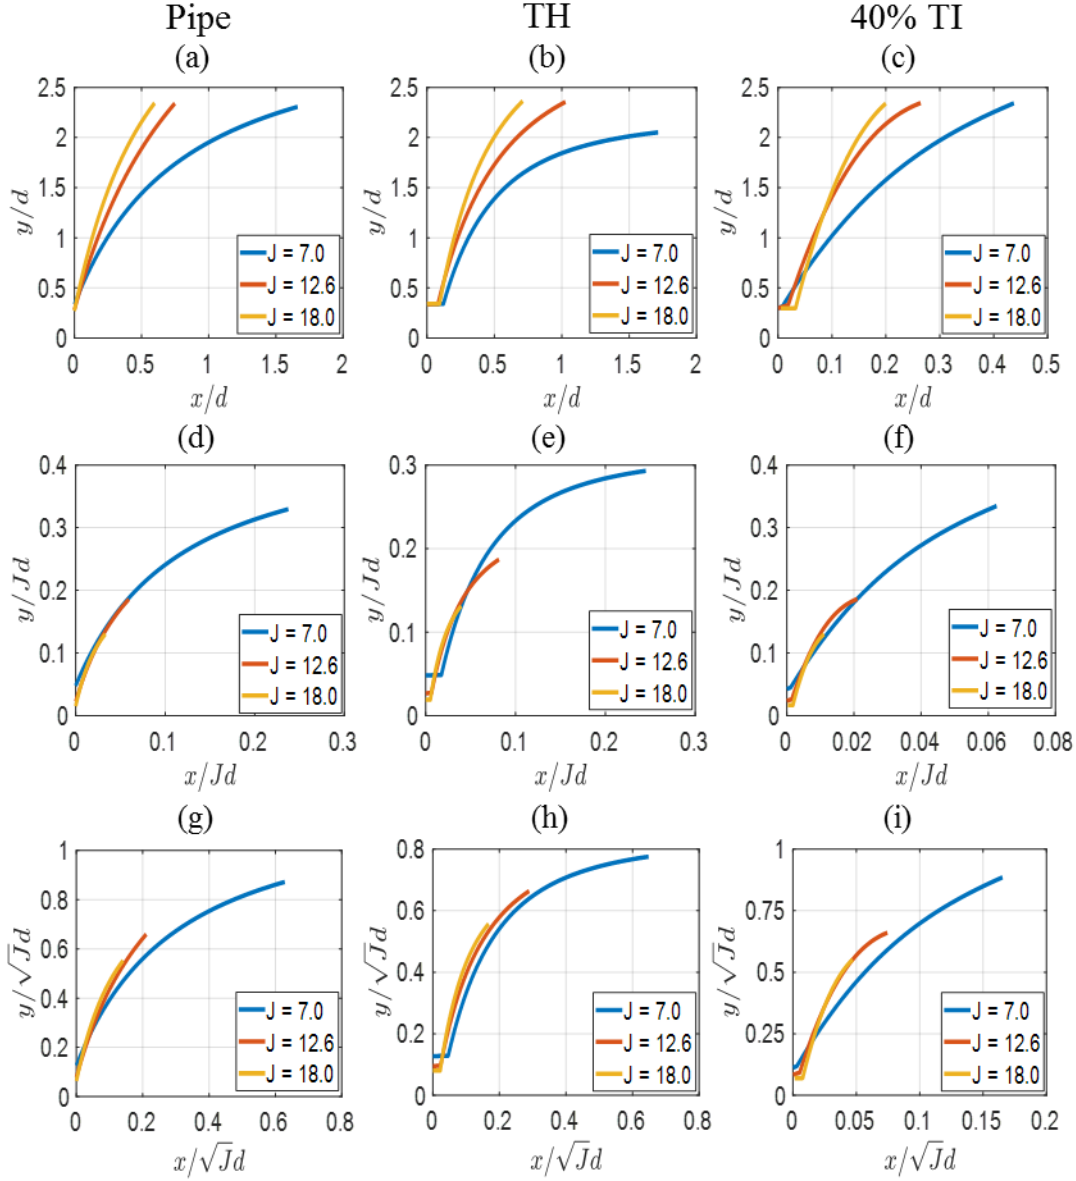 Pipe TH 40% TI
(a) (b) (c)
2.5 2.5 2.5
2 2 2
1.5 1.5 1.5
y/d y/d y/d
1 1 1
J = 7.0 J = 7.0 J = 7.0
0.5 J = 12.6 0.5 J = 12.6 0.5 J = 12.6
J = 18.0 J = 18.0 J = 18.0
0 0 0
0 0.5 1 1.5 2 0 0.5 1 1.5 2 0 0.1 0.2 0.3 0.4 0.5
x/d x/d x/d
(d) (e) (f)
0.4 0.3 0.4
0.3 0.2 0.3
y/Jd y/Jd y/Jd
0.2 0.1 0.2
J = 7.0 J = 7.0 J = 7.0
0.1 J = 12.6 J = 12.6 0.1 J = 12.6
J = 18.0 J = 18.0 J = 18.0
0 0 0
0 0.1 0.2 0.3 0 0.1 0.2 0.3 0 0.02 0.04 0.06 0.08
x/Jd x/Jd x/Jd
(g) (h) (i)
1 0.8 1
0.8 0.6 0.75
0.6
y/√Jd y/√Jd y/√Jd
0.4 0.4 0.5
J = 7.0 J = 7.0 J = 7.0
0.2 J = 12.6 0.2 J = 12.6 0.25 J = 12.6
J = 18.0 J = 18.0 J = 18.0
0 0 0
0 0.2 0.4 0.6 0.8 0 0.2 0.4 0.6 0.8 0 0.05 0.1 0.15 0.2
x/√Jd x/√Jd x/√Jd